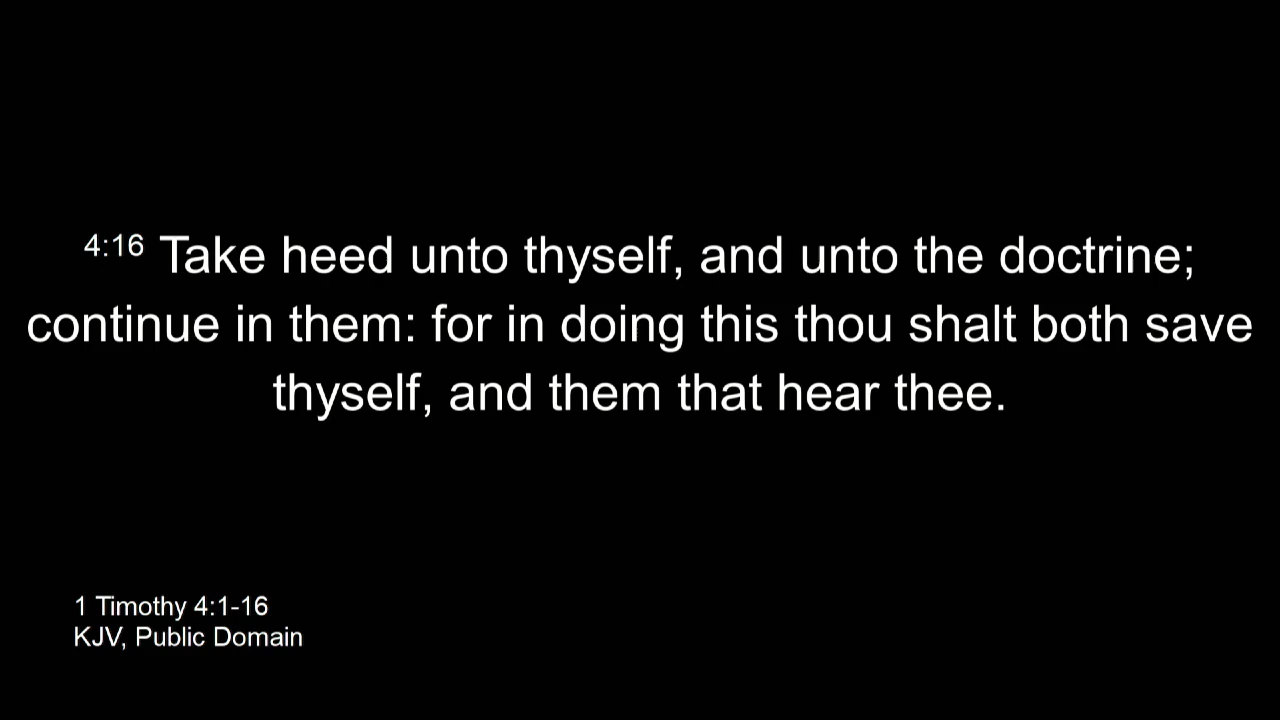 4:16 Take heed unto thyself, and unto the doctrine;
continue in them: for in doing this thou shalt both save
thyself, and them that hear thee.
1 Timothy 4:1-16
KJV, Public Domain